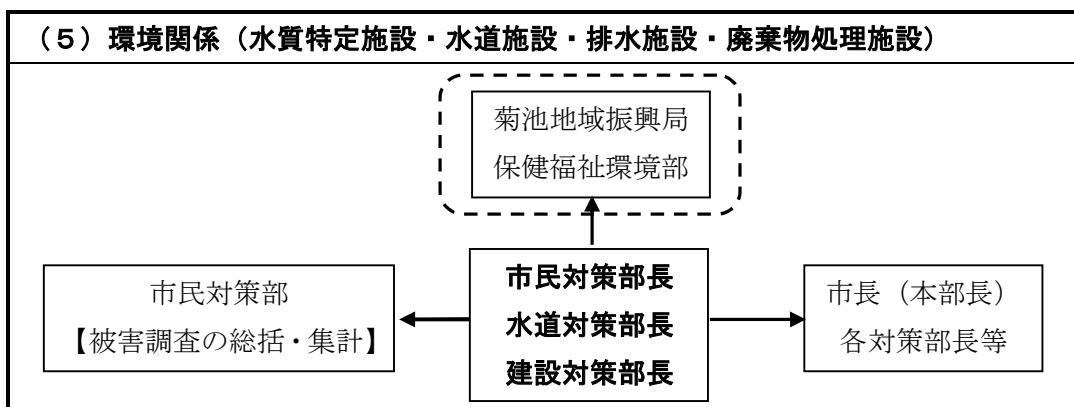 （５）環境関係（水質特定施設・水道施設・排水施設・廃棄物処理施設）
菊池地域振興局
保健福祉環境部
市民対策部
【被害調査の総括・集計】
市民対策部長
水道対策部長
建設対策部長
市長（本部長）
各対策部長等